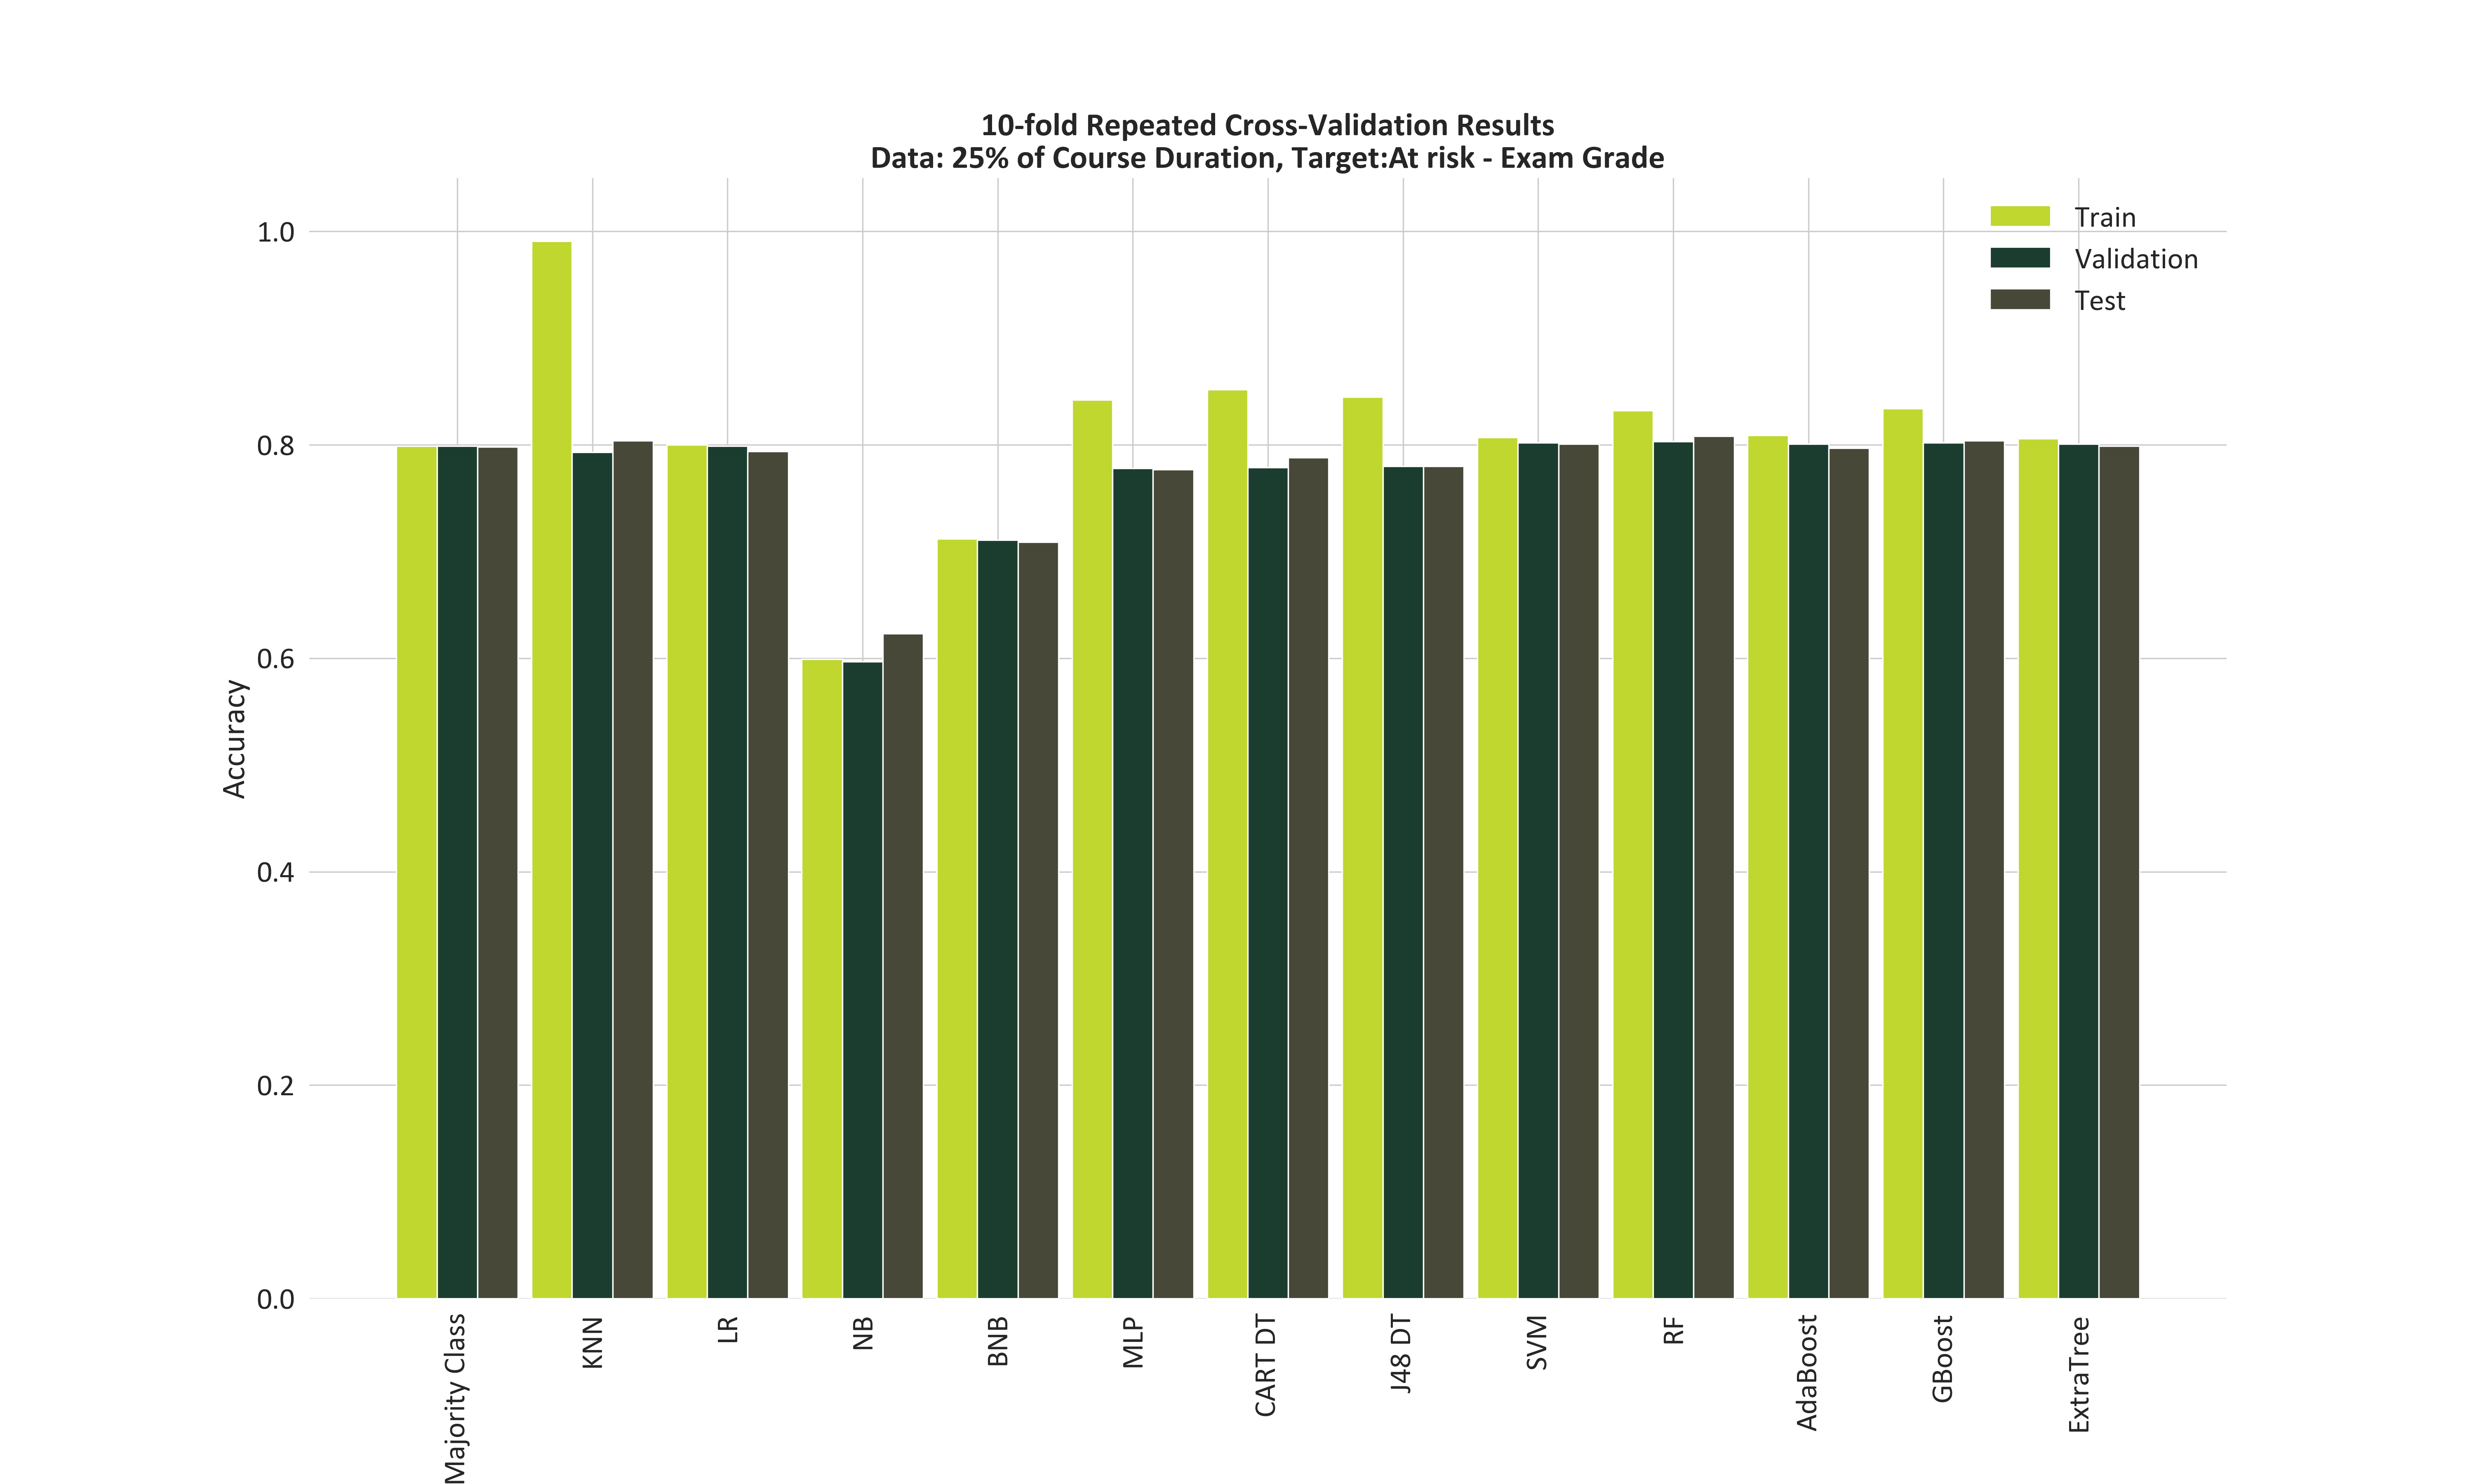 10-fold Repeated Cross-Validation Results
Data: 25% of Course Duration, Target:At risk - Exam Grade
Train
Validation
Test
1.0
0.8
0.6
0.4
0.2
0.0
Accuracy
Majority Class
KNN
LR
NB
BNB
MLP
CART DT
J48 DT
SVM
RF
AdaBoost
GBoost
ExtraTree